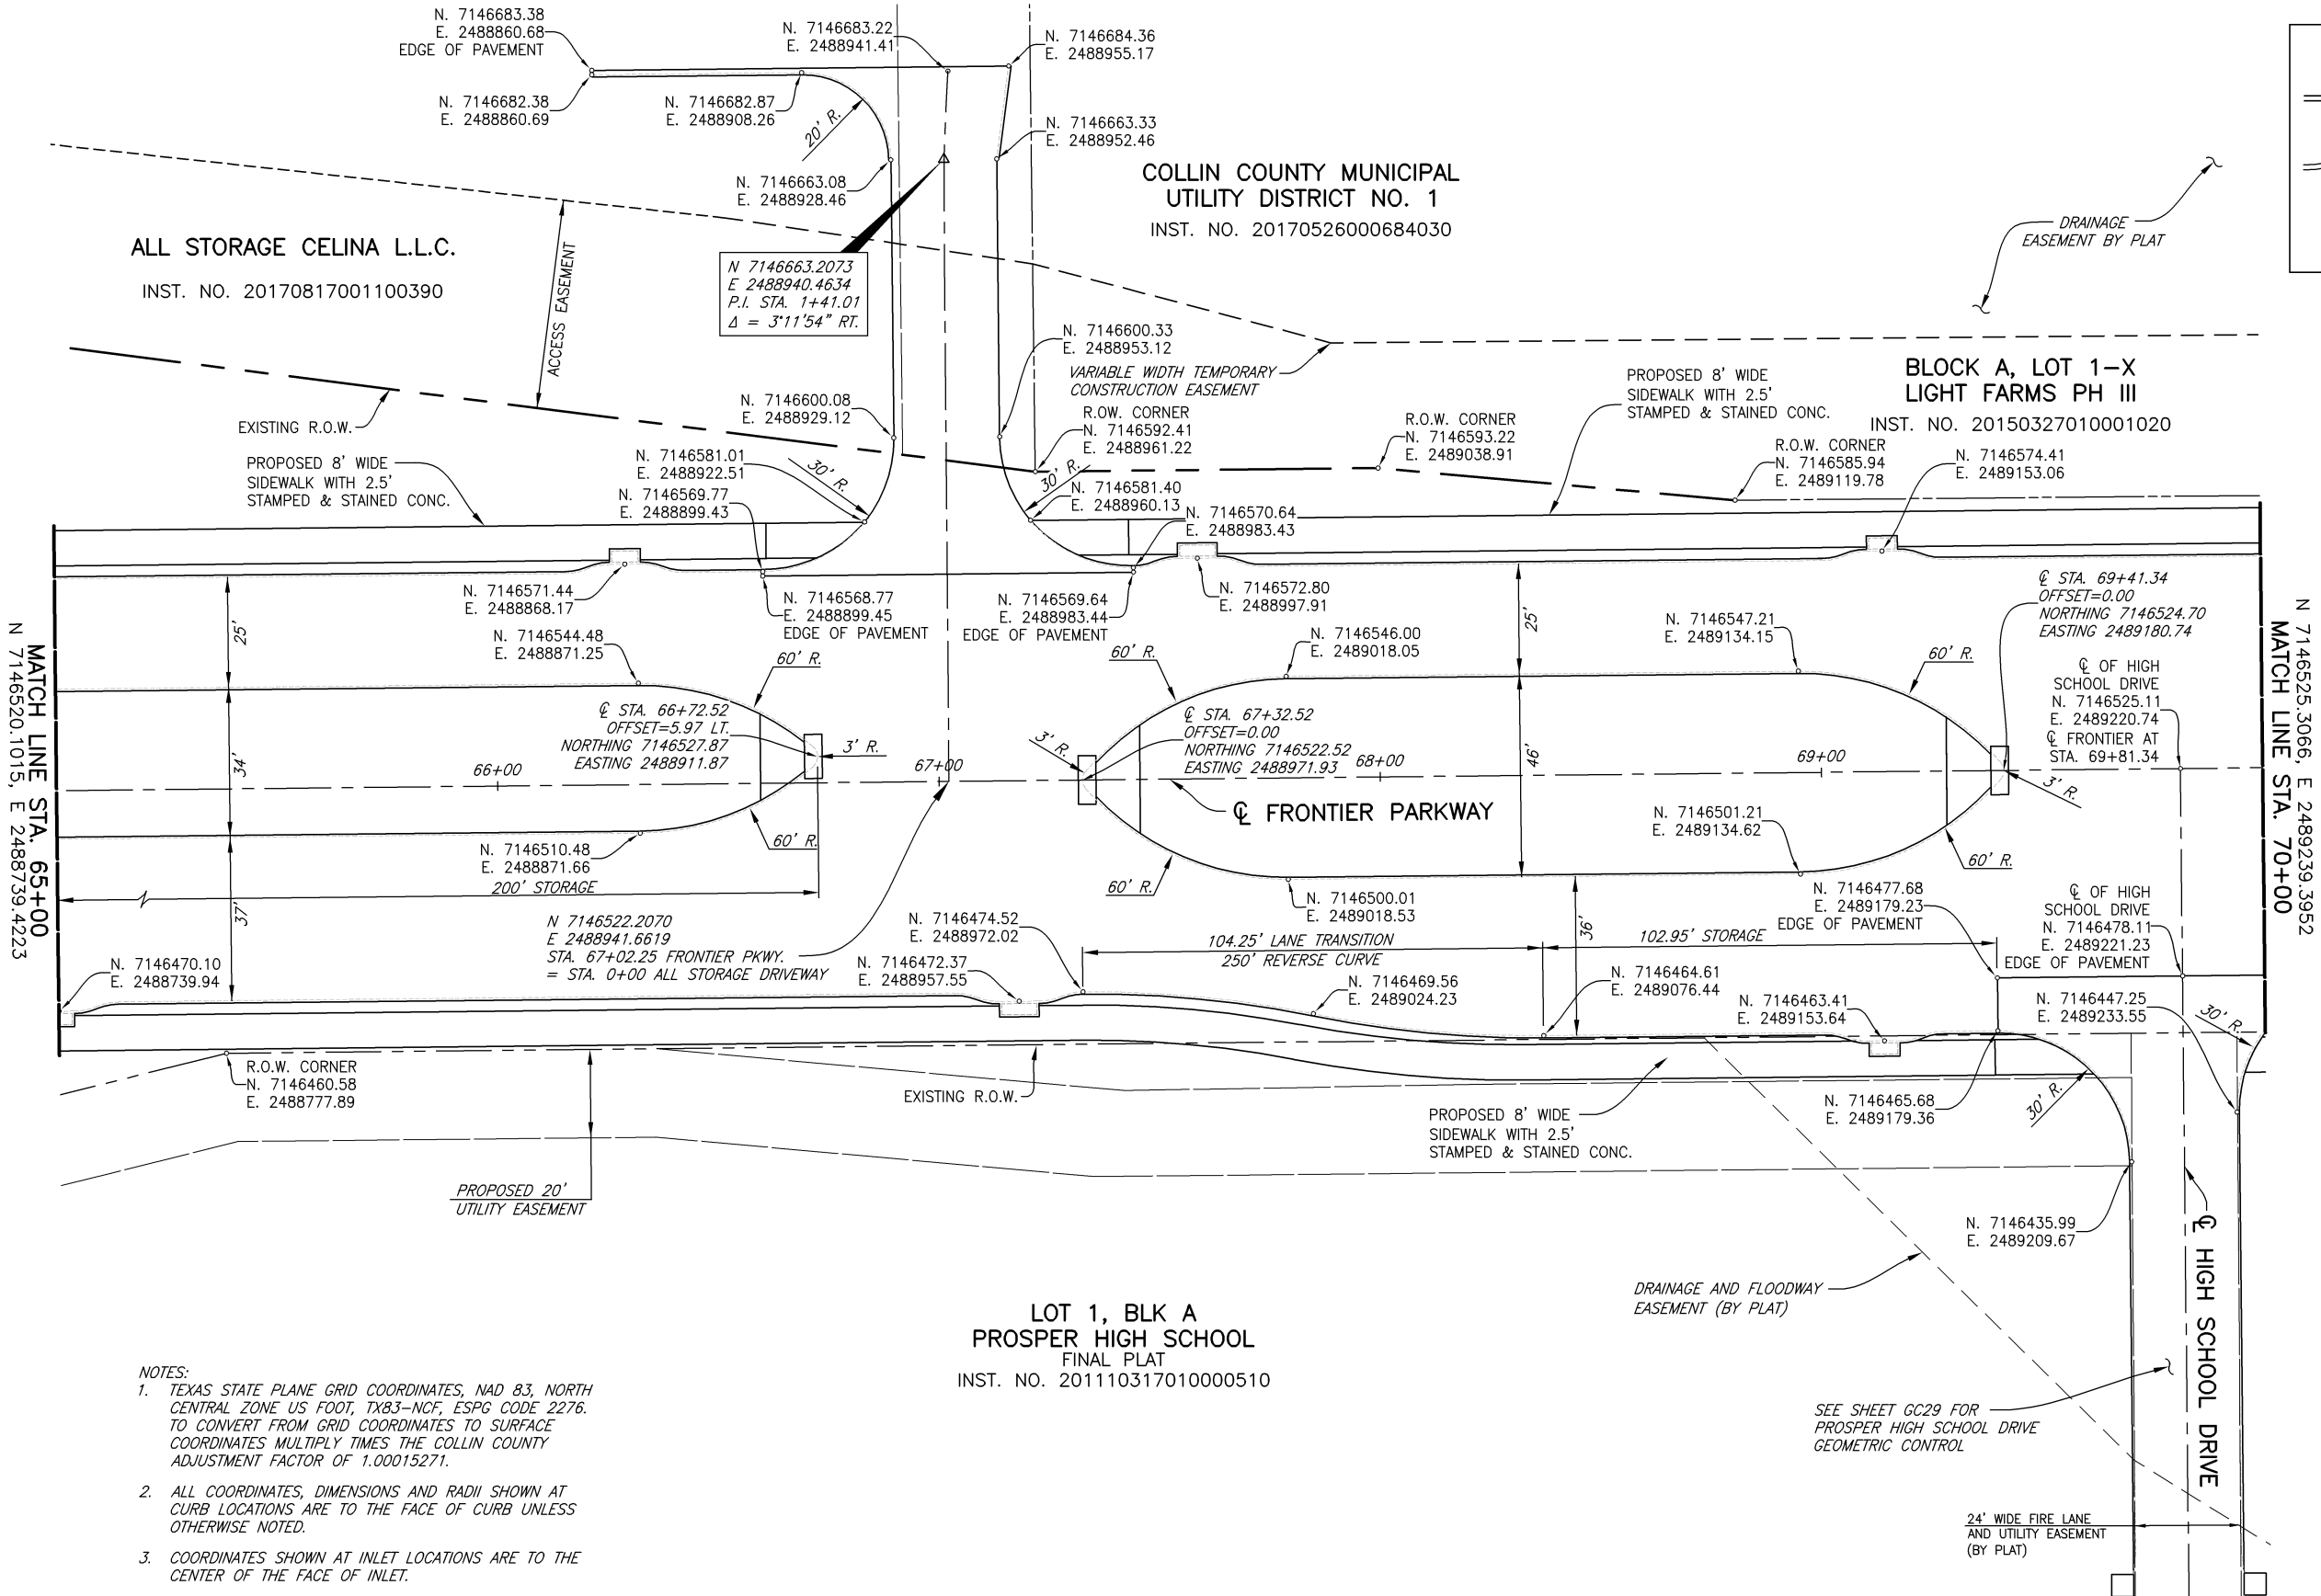 N. 7146683.38
E. 2488860.68
EDGE OF PAVEMENT
N. 7146683.22
E. 2488941.41
N. 7146684.36
E. 2488955.17
N. 7146682.38
E. 2488860.69
N. 7146682.87
E. 2488908.26
20' R.
N. 7146663.33
E. 2488952.46
N. 7146663.08
E. 2488928.46
COLLIN COUNTY MUNICIPAL
UTILITY DISTRICT NO. 1
INST. NO. 20170526000684030
DRAINAGE
EASEMENT BY PLAT
ALL STORAGE CELINA L.L.C.
INST. NO. 20170817001100390
ACCESS EASEMENT
N 7146663.2073
E 2488940.4634
P.I. STA. 1+41.01
Δ = 3°11'54" RT.
N. 7146600.33
E. 2488953.12
VARIABLE WIDTH TEMPORARY
CONSTRUCTION EASEMENT
BLOCK A, LOT 1-X
LIGHT FARMS PH III
INST. NO. 20150327010001020
PROPOSED 8' WIDE
SIDEWALK WITH 2.5'
STAMPED & STAINED CONC.
N. 7146600.08
E. 2488929.12
R.OW. CORNER
N. 7146592.41
E. 2488961.22
R.O.W. CORNER
N. 7146593.22
E. 2489038.91
R.O.W. CORNER
N. 7146585.94
E. 2489119.78
N. 7146574.41
E. 2489153.06
EXISTING R.O.W.
PROPOSED 8' WIDE
SIDEWALK WITH 2.5'
STAMPED & STAINED CONC.
N. 7146581.01
E. 2488922.51
30' R.
30' R.
N. 7146569.77
E. 2488899.43
N. 7146581.40
E. 2488960.13
N. 7146570.64
E. 2488983.43
N. 7146571.44
E. 2488868.17
N. 7146568.77
E. 2488899.45
EDGE OF PAVEMENT
N. 7146569.64
E. 2488983.44
EDGE OF PAVEMENT
N. 7146572.80
E. 2488997.91
℄ STA. 69+41.34
OFFSET=0.00
NORTHING 7146524.70
EASTING 2489180.74
25'
25'
N. 7146544.48
E. 2488871.25
60' R.
60' R.
N. 7146546.00
E. 2489018.05
N. 7146547.21
E. 2489134.15
60' R.
℄ OF HIGH
SCHOOL DRIVE
N. 7146525.11
E. 2489220.74
℄ FRONTIER AT
STA. 69+81.34
MATCH LINE STA. 65+00
N 7146520.1015, E 2488739.4223
N 7146525.3066, E 2489239.3952
MATCH LINE STA. 70+00
℄ STA. 66+72.52
OFFSET=5.97 LT.
NORTHING 7146527.87
EASTING 2488911.87
3' R.
3' R.
℄ STA. 67+32.52
OFFSET=0.00
NORTHING 7146522.52
EASTING 2488971.93
34'
46'
66+00
67+00
68+00
69+00
3' R.
℄ FRONTIER PARKWAY
N. 7146510.48
E. 2488871.66
60' R.
60' R.
N. 7146501.21
E. 2489134.62
60' R.
200' STORAGE
37'
N 7146522.2070
E 2488941.6619
STA. 67+02.25 FRONTIER PKWY.
= STA. 0+00 ALL STORAGE DRIVEWAY
N. 7146474.52
E. 2488972.02
N. 7146500.01
E. 2489018.53
36'
N. 7146477.68
E. 2489179.23
EDGE OF PAVEMENT
℄ OF HIGH
SCHOOL DRIVE
N. 7146478.11
E. 2489221.23
EDGE OF PAVEMENT
104.25' LANE TRANSITION
250' REVERSE CURVE
102.95' STORAGE
N. 7146470.10
E. 2488739.94
N. 7146472.37
E. 2488957.55
N. 7146469.56
E. 2489024.23
N. 7146464.61
E. 2489076.44
N. 7146463.41
E. 2489153.64
N. 7146447.25
E. 2489233.55
30' R.
R.O.W. CORNER
N. 7146460.58
E. 2488777.89
EXISTING R.O.W.
PROPOSED 8' WIDE
SIDEWALK WITH 2.5'
STAMPED & STAINED CONC.
N. 7146465.68
E. 2489179.36
30' R.
PROPOSED 20'
UTILITY EASEMENT
N. 7146435.99
E. 2489209.67
DRAINAGE AND FLOODWAY
EASEMENT (BY PLAT)
℄ HIGH SCHOOL DRIVE
LOT 1, BLK A
PROSPER HIGH SCHOOL
FINAL PLAT
INST. NO. 201110317010000510
SEE SHEET GC29 FOR
PROSPER HIGH SCHOOL DRIVE
GEOMETRIC CONTROL
24' WIDE FIRE LANE
AND UTILITY EASEMENT
(BY PLAT)
NOTES:
1. TEXAS STATE PLANE GRID COORDINATES, NAD 83, NORTH
CENTRAL ZONE US FOOT, TX83-NCF, ESPG CODE 2276.
TO CONVERT FROM GRID COORDINATES TO SURFACE
COORDINATES MULTIPLY TIMES THE COLLIN COUNTY
ADJUSTMENT FACTOR OF 1.00015271.
2. ALL COORDINATES, DIMENSIONS AND RADII SHOWN AT
CURB LOCATIONS ARE TO THE FACE OF CURB UNLESS
OTHERWISE NOTED.
3. COORDINATES SHOWN AT INLET LOCATIONS ARE TO THE
CENTER OF THE FACE OF INLET.